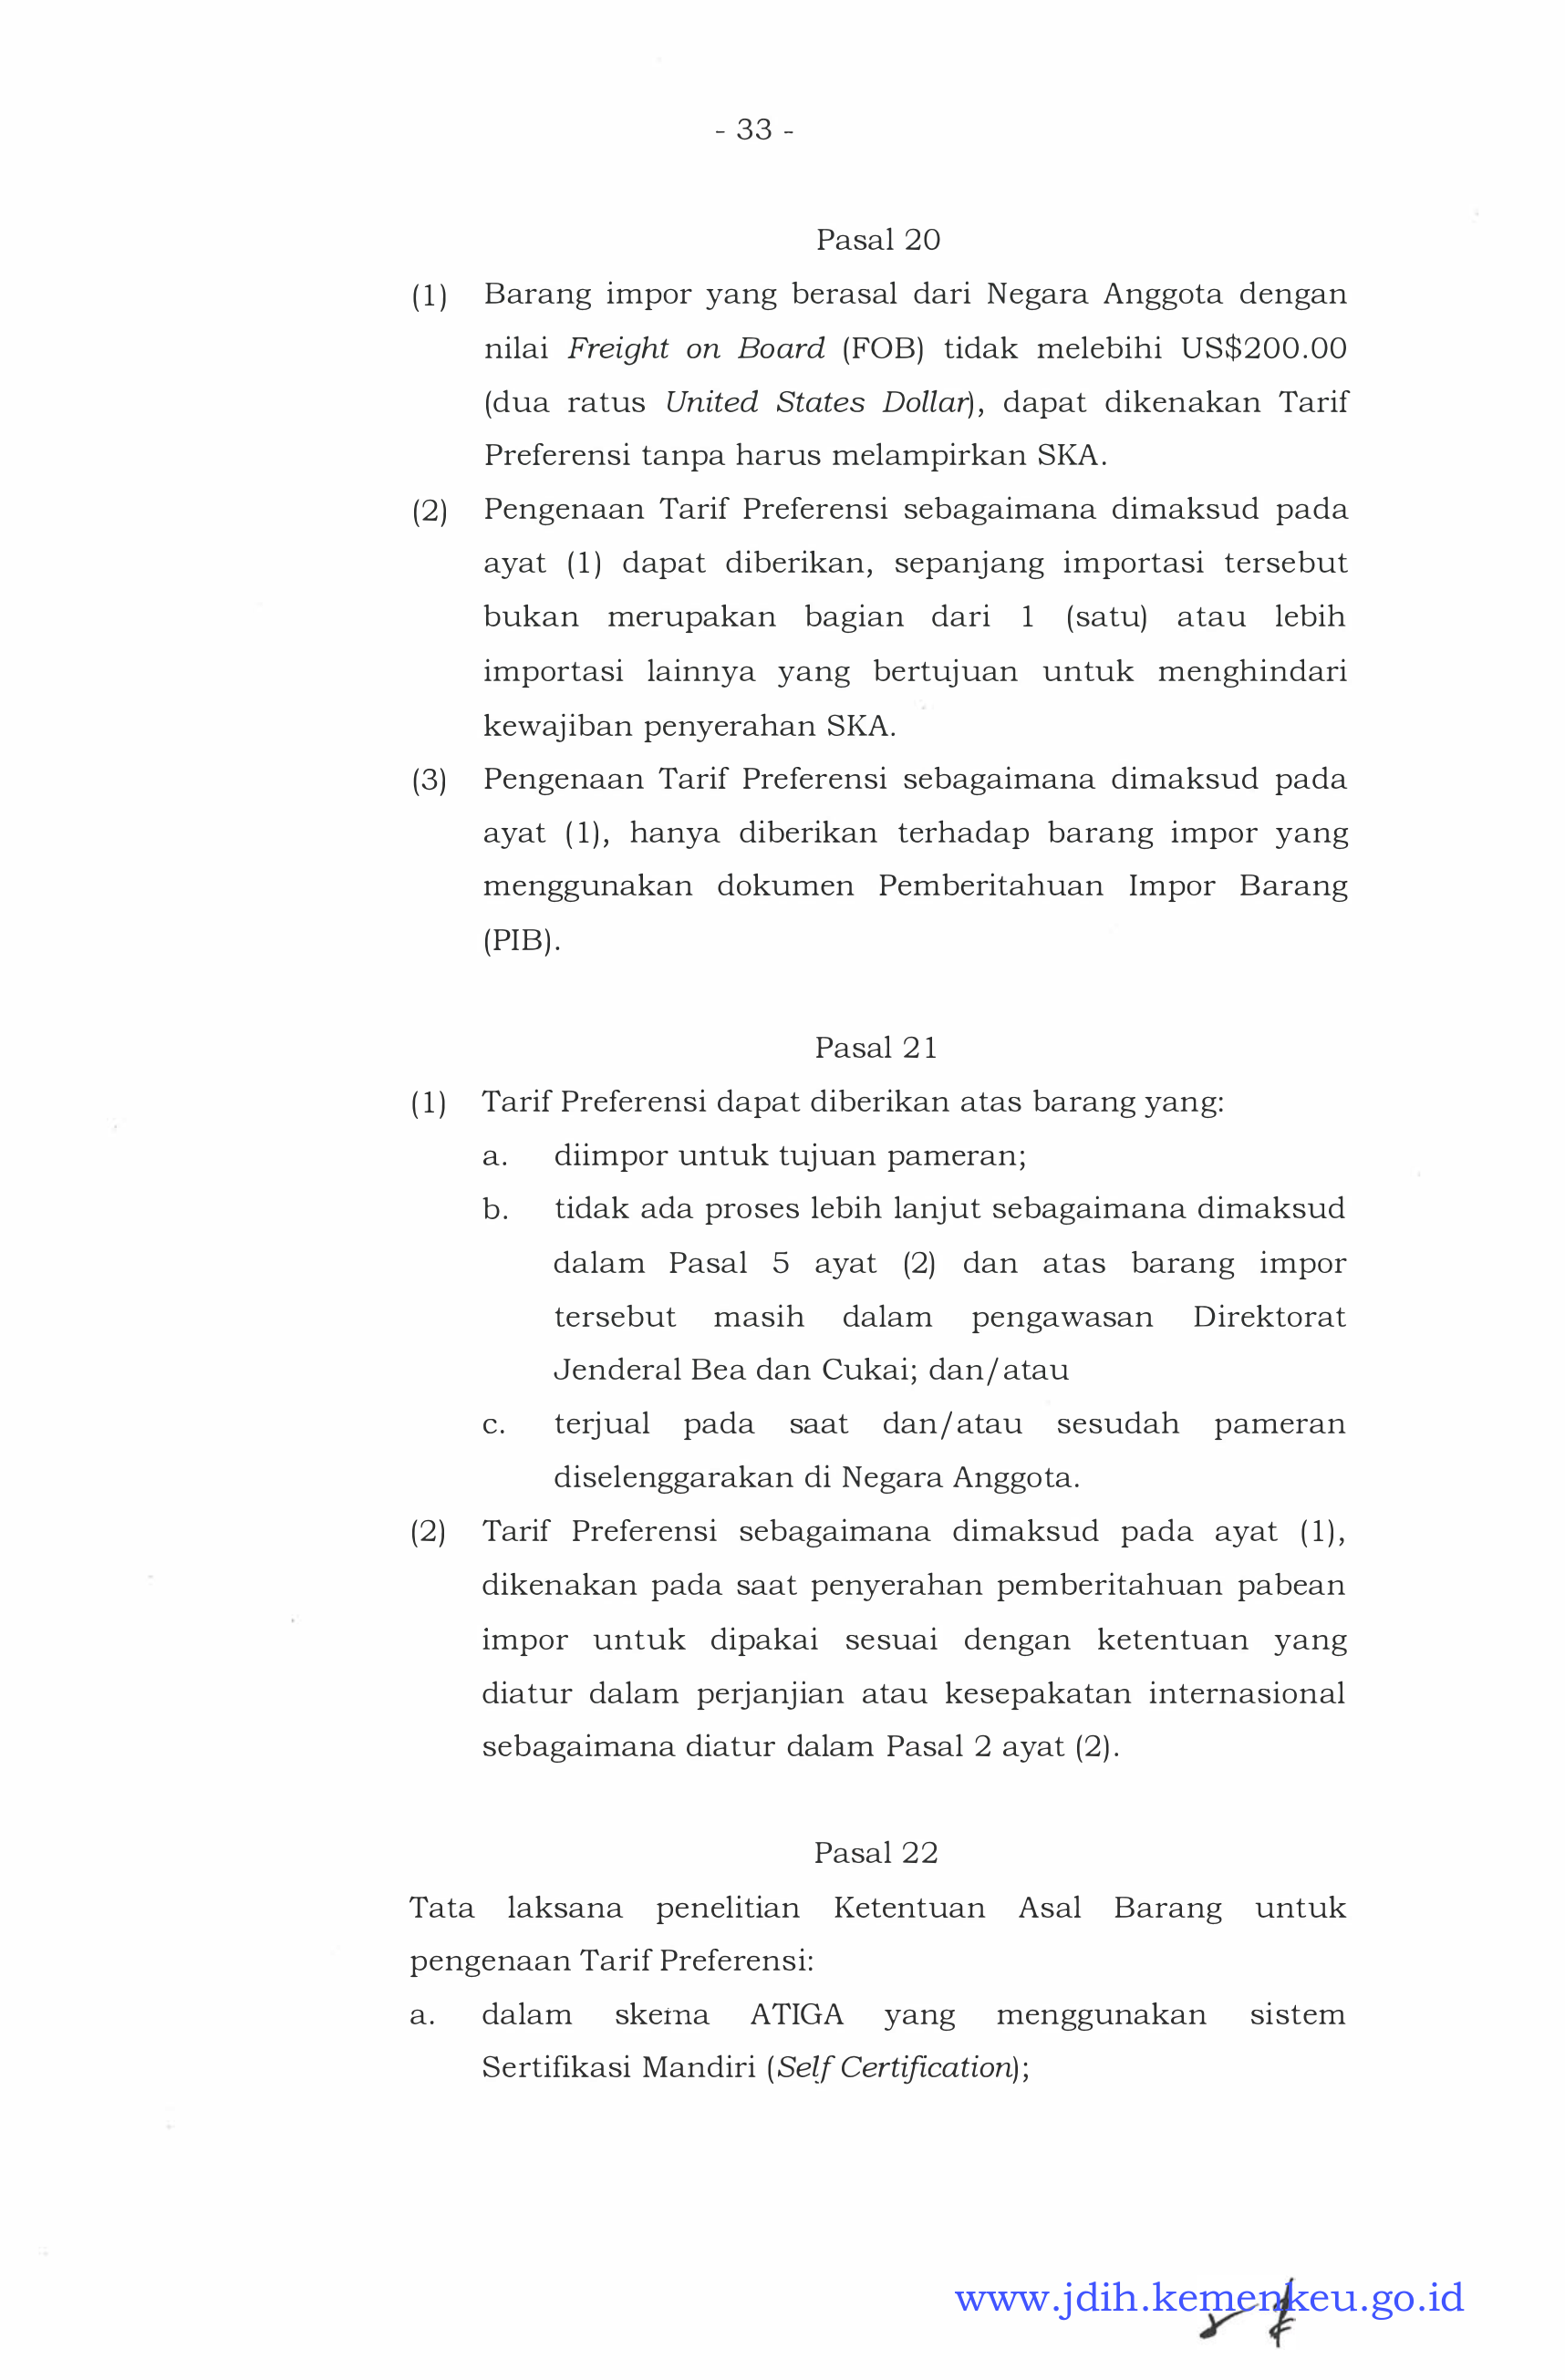 - 33 -
Pasal 20
(1) Barang impor yang berasal dari Negara Anggota dengan
nilai Freight on Board (FOB) tidak melebihi US$200.00
(dua ratus United States Dollar), dapat dikenakan Tarif
Preferensi tanpa harus melampirkan SKA.
(2) Pengenaan Tarif Preferensi sebagaimana dimaksud pada
ayat (1) dapat diberikan, sepanjang importasi tersebut
bukan merupakan bagian dari 1 (satu) atau lebih
importasi lainnya yang bertujuan untuk menghindari
kewajiban penyerahan SKA.
(3) Pengenaan Tarif Preferensi sebagaimana dimaksud pada
ayat (1), hanya diberikan terhadap barang impor yang
menggunakan dokumen Pemberitahuan Impor Barang
(PIB).
Pasal 21
(1) Tarif Preferensi dapat diberikan atas barang yang:
a. diimpor untuk tujuan pameran;
b. tidak ada proses lebih lanjut sebagaimana dimaksud
dalam Pasal 5 ayat (2) dan atas barang impor
tersebut masih dalam pengawasan Direktorat
Jenderal Bea dan Cukai; dan/atau
c. terjual pada saat dan/atau sesudah pameran
diselenggarakan di Negara Anggota.
(2) Tarif Preferensi sebagaimana dimaksud pada ayat (1),
dikenakan pada saat penyerahan pemberitahuan pabean
impor untuk dipakai sesuai dengan ketentuan yang
diatur dalam perjanjian atau kesepakatan internasional
sebagaimana diatur dalam Pasal 2 ayat (2).
Pasal 22
Tata laksana penelitian Ketentuan Asal Barang untuk
pengenaan Tarif Preferensi:
a. dalam skema ATIGA yang menggunakan sistem
Sertifikasi Mandiri (Self Certification);
www.jdih.kemenkeu.go.id